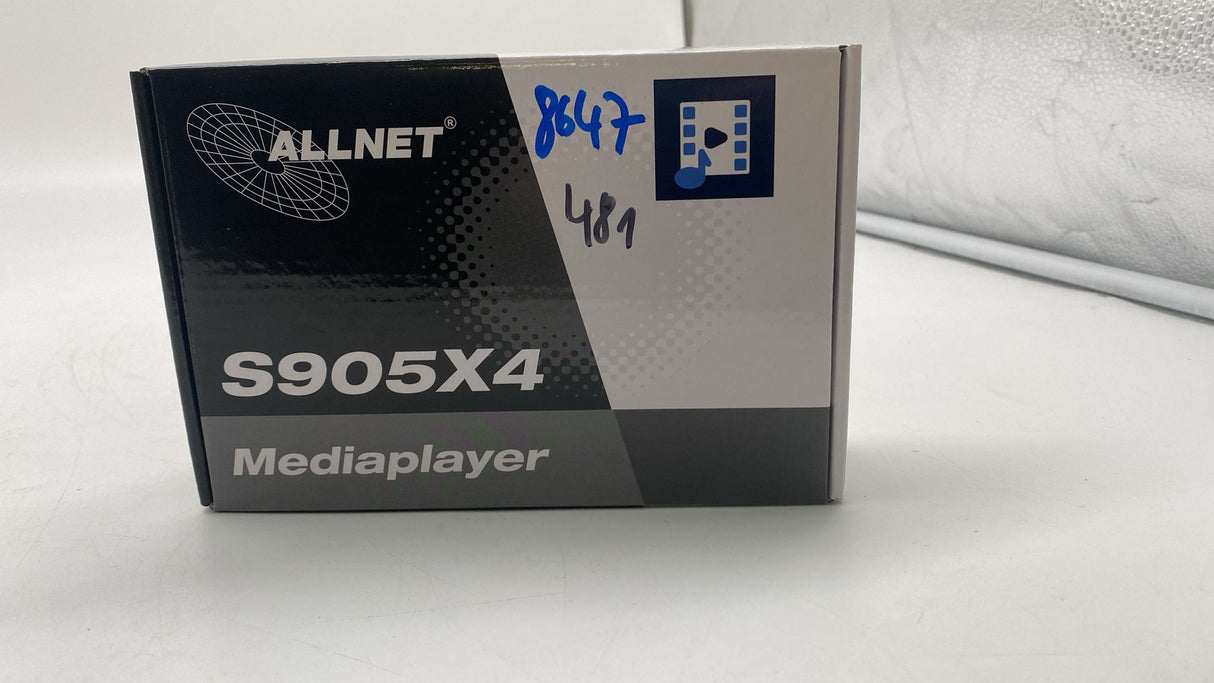 ALLNET®
8647
481
S905X4
Mediaplayer